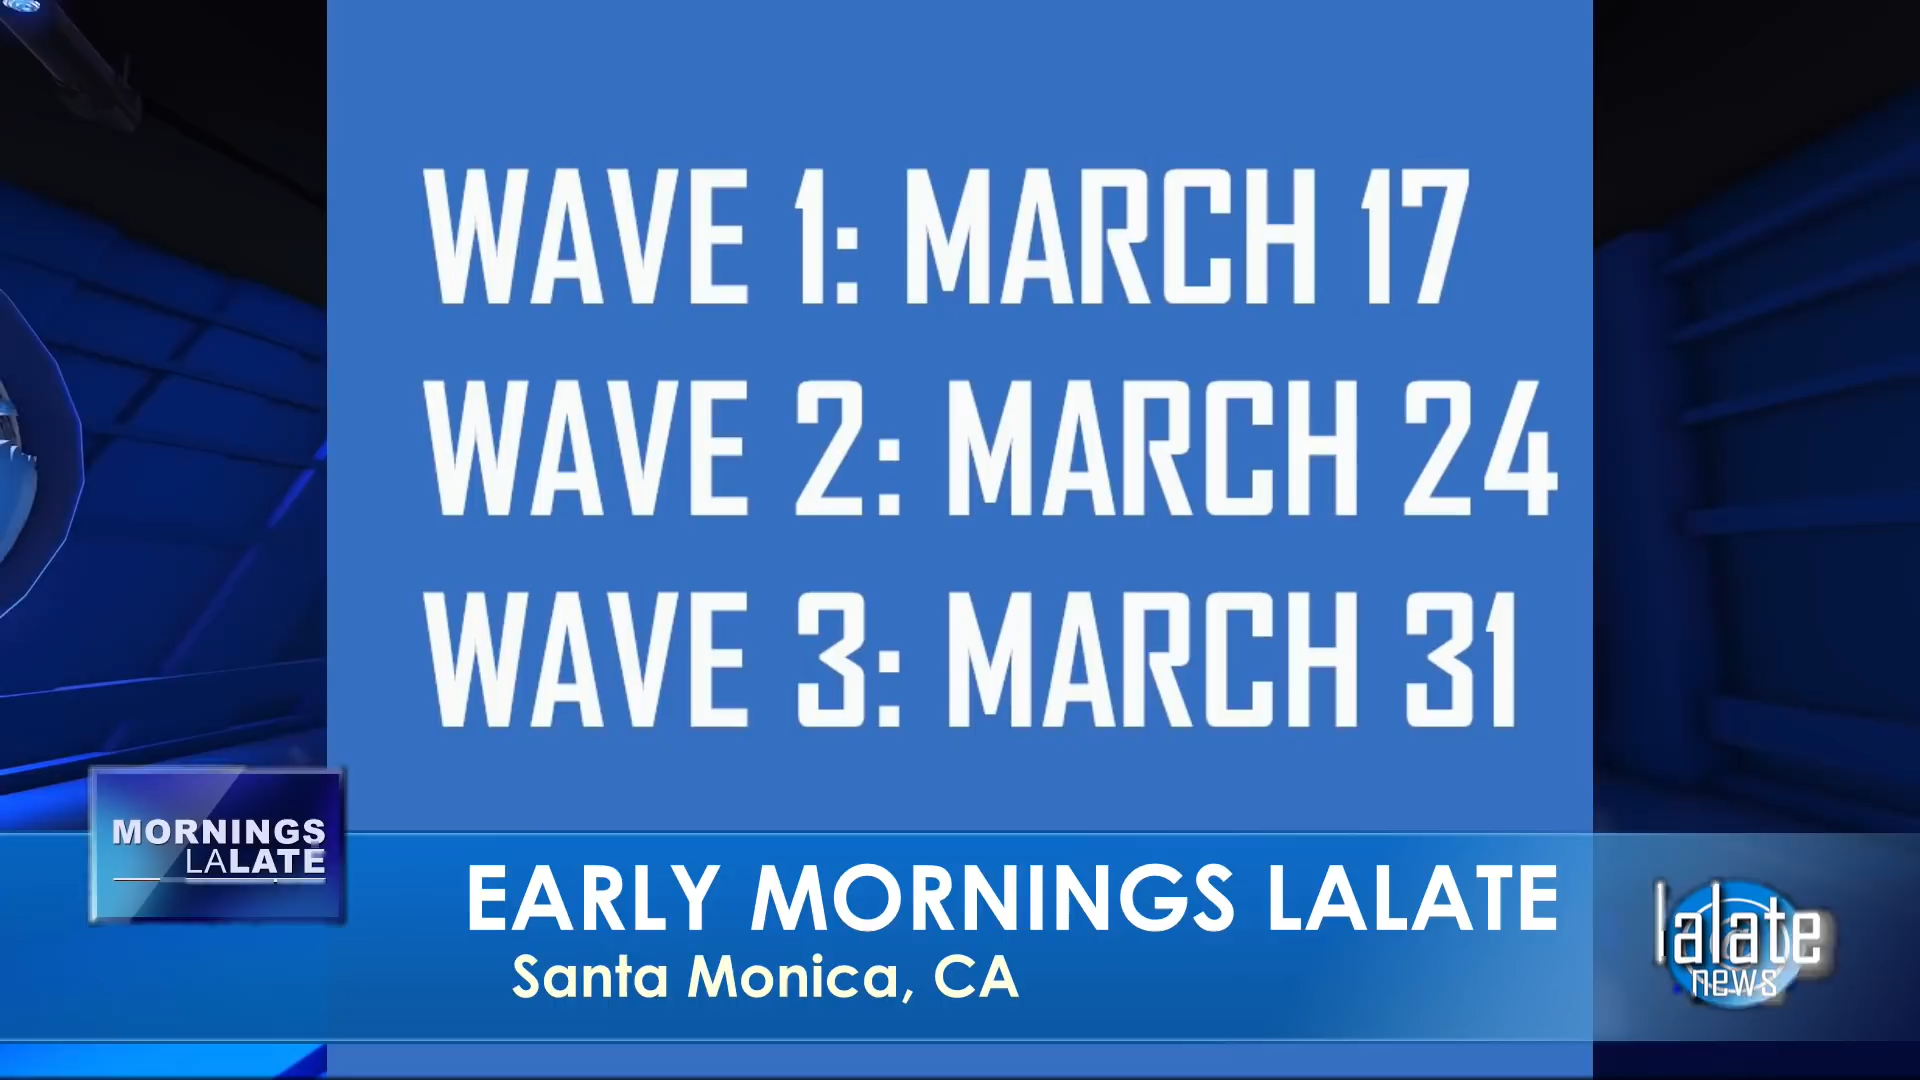 WAVE 1: MARCH 17
WAVE 2: MARCH 24
WAVE 3: MARCH 31
MORNINGS
LALATE
EARLY MORNINGS LALATE
Santa Monica, CA
lalate
news